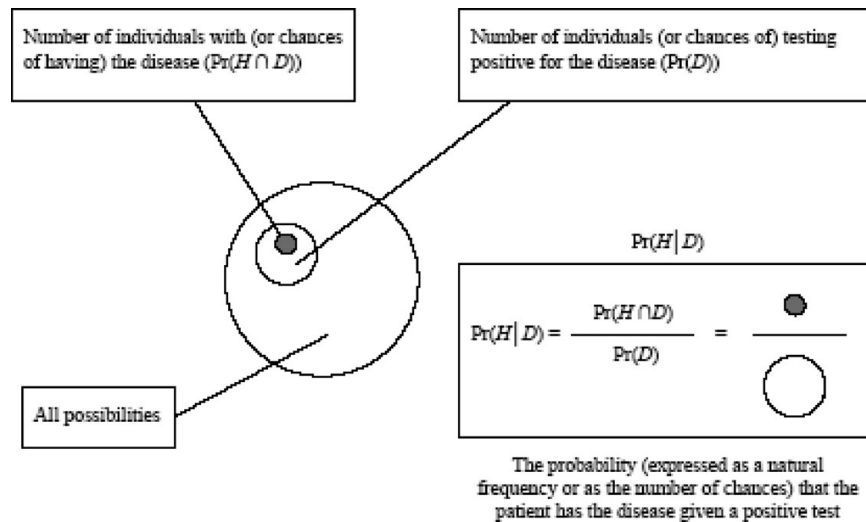 Number of individuals with (or chances
of having) the disease (Pr(H ∩ D))
Number of individuals (or chances of) testing
positive for the disease (Pr(D))
All possibilities
Pr(H|D)
Pr(H|D) = Pr(H ∩ D) / Pr(D) =
The probability (expressed as a natural
frequency or as the number of chances) that the
patient has the disease given a positive test